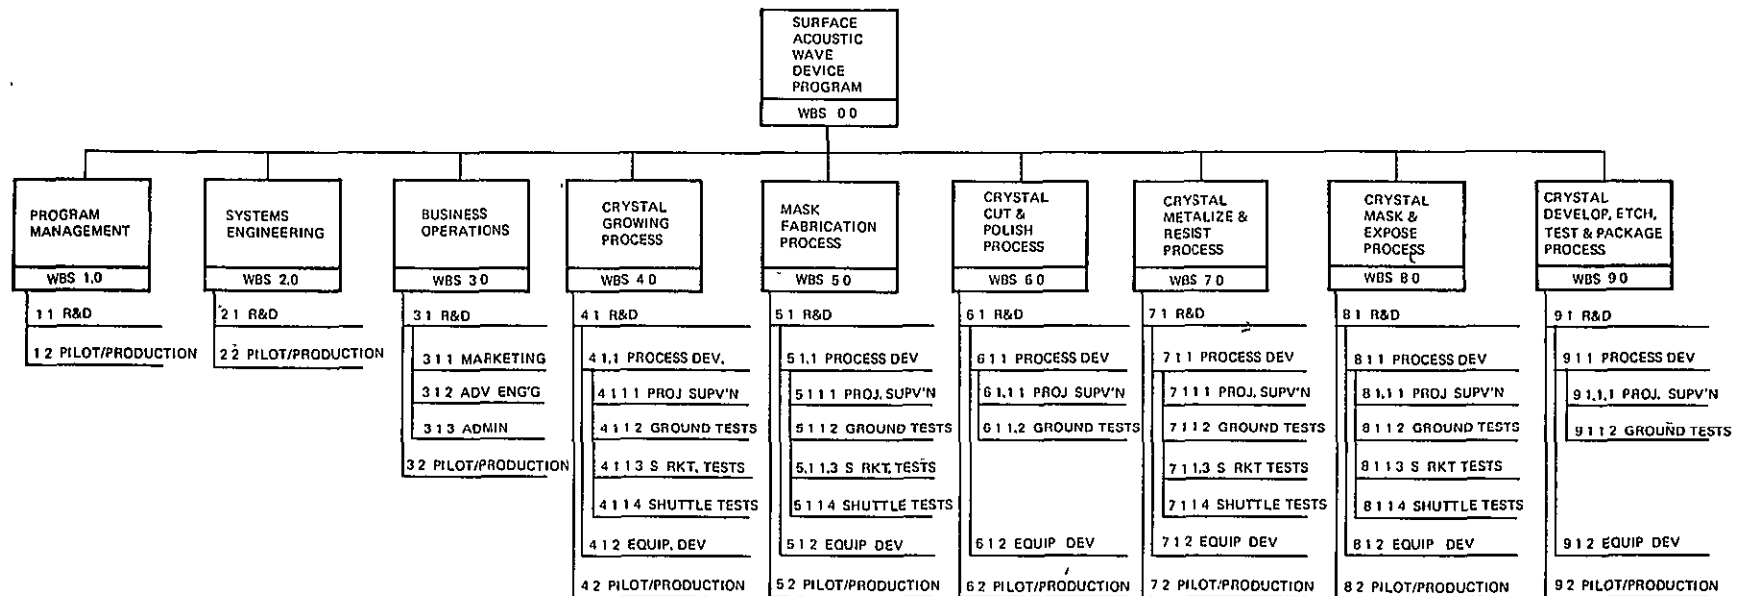 SURFACE
ACOUSTIC
WAVE
DEVICE
PROGRAM
WBS 0 0
PROGRAM
MANAGEMENT
WBS 1.0
1 1 R&D
1 2 PILOT/PRODUCTION
SYSTEMS
ENGINEERING
WBS 2.0
2 1 R&D
2 2 PILOT/PRODUCTION
BUSINESS
OPERATIONS
WBS 3 0
3 1 R&D
3 1 1 MARKETING
3 1 2 ADV ENG'G
3 1 3 ADMIN
3 2 PILOT/PRODUCTION
CRYSTAL
GROWING
PROCESS
WBS 4 0
4 1 R&D
4 1.1 PROCESS DEV.
4 1 1 1 PROJ SUPV'N
4 1 1 2 GROUND TESTS
4 1 1 3 S RKT. TESTS
4 1 1 4 SHUTTLE TESTS
4 1 2 EQUIP. DEV
4 2 PILOT/PRODUCTION
MASK
FABRICATION
PROCESS
WBS 5 0
5 1 R&D
5 1.1 PROCESS DEV
5 1 1 1 PROJ. SUPV'N
5 1 1 2 GROUND TESTS
5.1 1.3 S RKT. TESTS
5 1 1 4 SHUTTLE TESTS
5 1 2 EQUIP DEV
5 2 PILOT/PRODUCTION
CRYSTAL
CUT &
POLISH
PROCESS
WBS 6 0
6 1 R&D
6 1 1 PROCESS DEV
6 1.1 1 PROJ SUPV'N
6 1 1.2 GROUND TESTS
6 1 2 EQUIP DEV
6 2 PILOT/PRODUCTION
CRYSTAL
METALIZE &
RESIST
PROCESS
WBS 7 0
7 1 R&D
7 1 1 PROCESS DEV
7 1 1 1 PROJ. SUPV'N
7 1 1 2 GROUND TESTS
7 1 1.3 S RKT TESTS
7 1 1 4 SHUTTLE TESTS
7 1 2 EQUIP DEV
7 2 PILOT/PRODUCTION
CRYSTAL
MASK &
EXPOSE
PROCESS
WBS 8 0
8 1 R&D
8 1 1 PROCESS DEV
8 1.1 1 PROJ SUPV'N
8 1 1 2 GROUND TESTS
8 1 1 3 S RKT TESTS
8 1 1 4 SHUTTLE TESTS
8 1 2 EQUIP DEV
8 2 PILOT/PRODUCTION
CRYSTAL
DEVELOP, ETCH,
TEST & PACKAGE
PROCESS
WBS 9 0
9 1 R&D
9 1 1 PROCESS DEV
9 1.1.1 PROJ. SUPV'N
9 1 1 2 GROUND TESTS
9 1 2 EQUIP DEV
9 2 PILOT/PRODUCTION